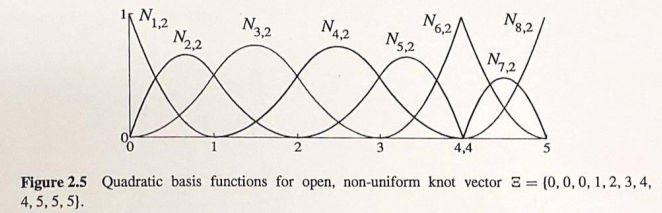 1 N1,2 N2,2 N3,2 N4,2 N5,2 N6,2 N7,2 N8,2
0
0 1 2 3 4,4 5
Figure 2.5 Quadratic basis functions for open, non-uniform knot vector Ξ = {0, 0, 0, 1, 2, 3, 4,
4, 5, 5, 5}.